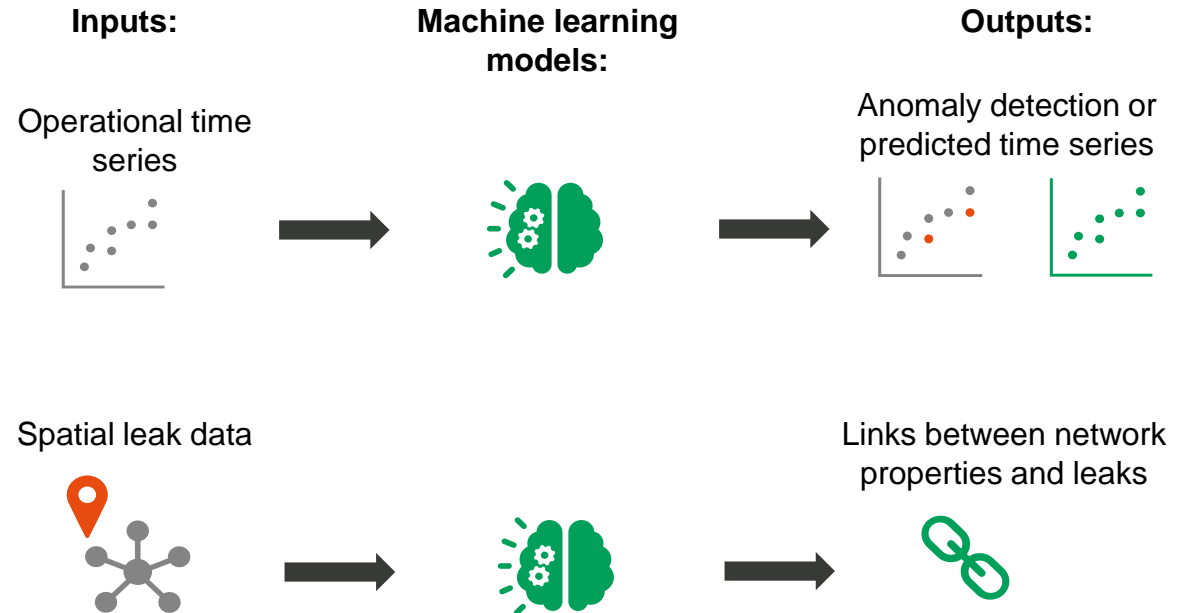 Inputs:
Machine learning
models:
Outputs:
Operational time
series
Anomaly detection or
predicted time series
Spatial leak data
Links between network
properties and leaks